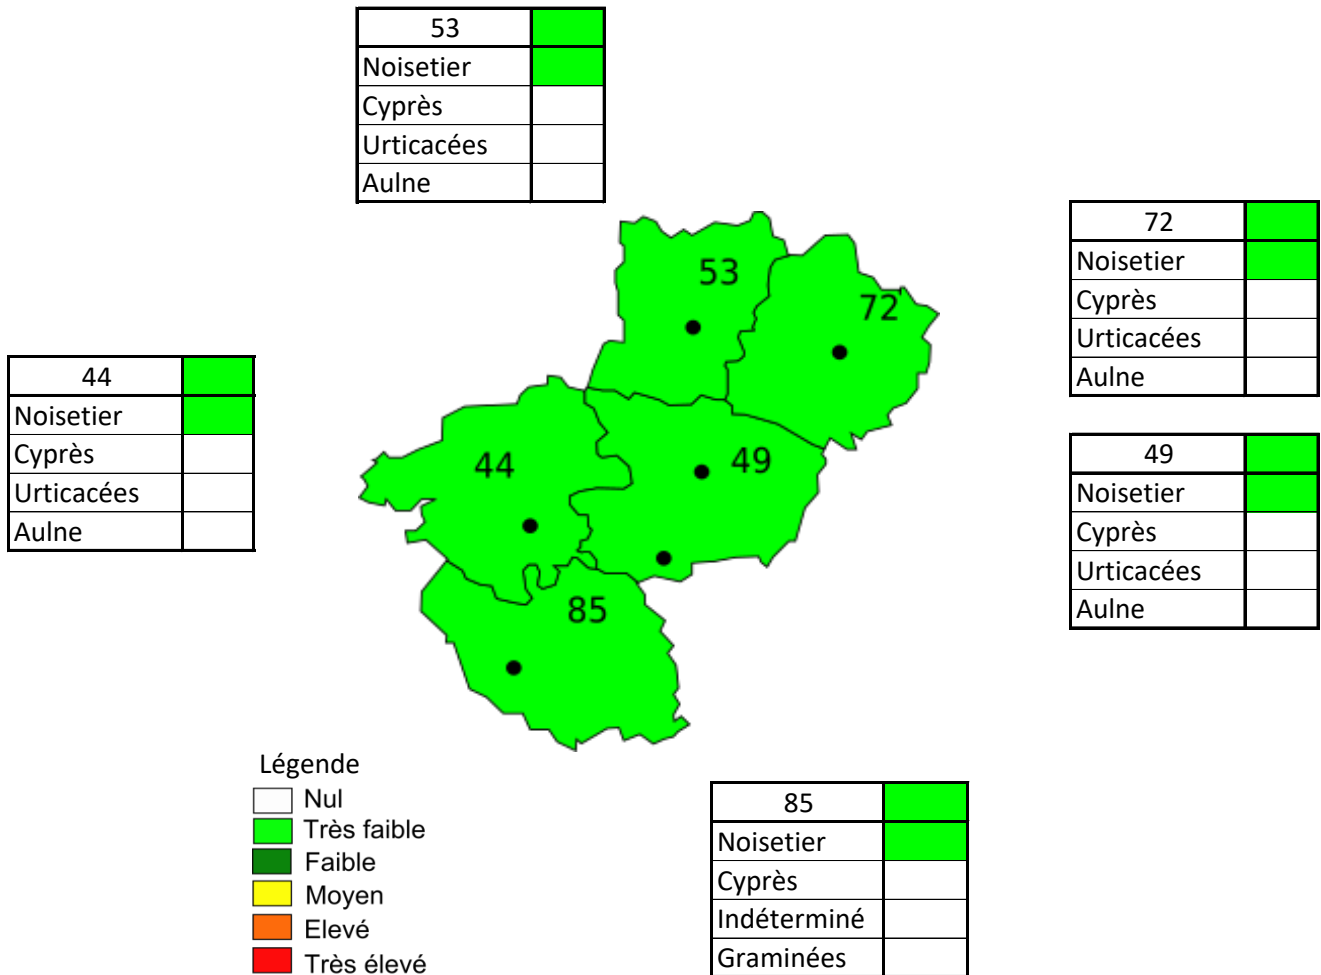 53
Noisetier
Cyprès
Urticacées
Aulne
72
Noisetier
Cyprès
Urticacées
Aulne
53
72
44
Noisetier
Cyprès
Urticacées
Aulne
44
49
85
49
Noisetier
Cyprès
Urticacées
Aulne
Légende
Nul
Très faible
Faible
Moyen
Elevé
Très élevé
85
Noisetier
Cyprès
Indéterminé
Graminées